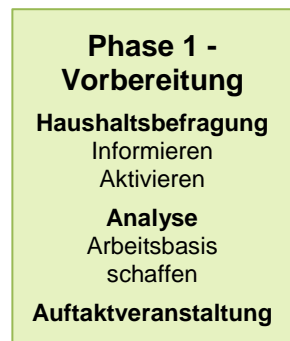 Phase 1 -
Vorbereitung
Haushaltsbefragung
Informieren
Aktivieren
Analyse
Arbeitsbasis
schaffen
Auftaktveranstaltung